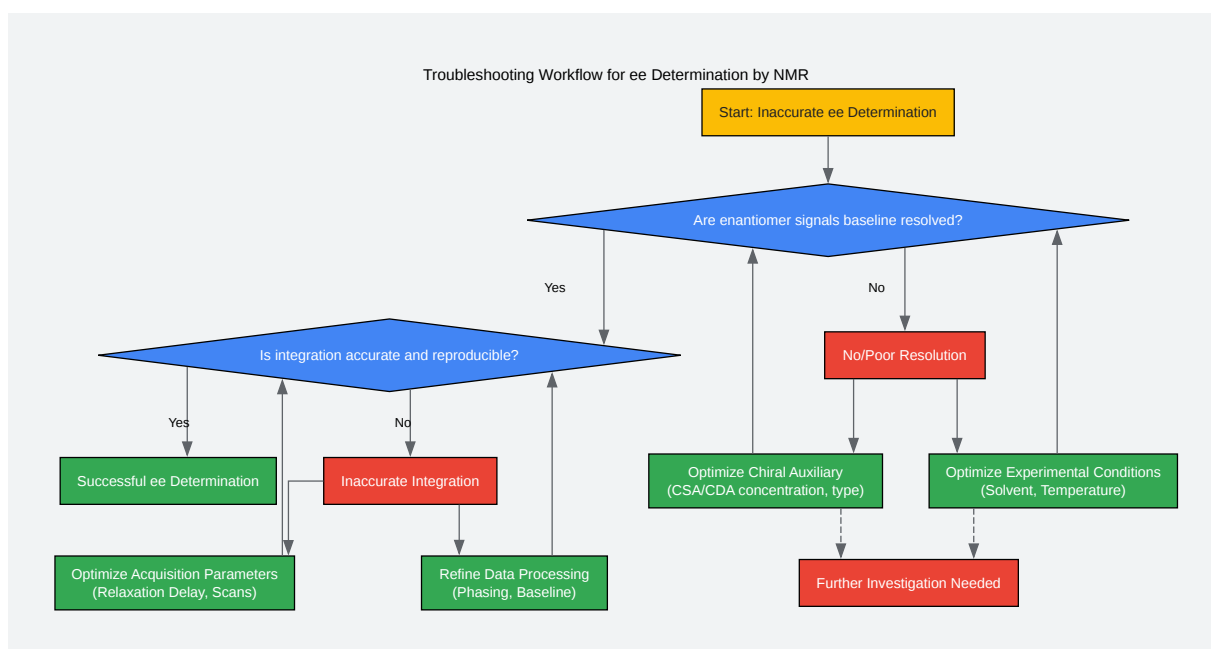 Troubleshooting Workflow for ee Determination by NMR
Start: Inaccurate ee Determination
Are enantiomer signals baseline resolved?
Yes
No
Is integration accurate and reproducible?
No/Poor Resolution
Yes
No
Successful ee Determination
Inaccurate Integration
Optimize Chiral Auxiliary
(CSA/CDA concentration, type)
Optimize Experimental Conditions
(Solvent, Temperature)
Optimize Acquisition Parameters
(Relaxation Delay, Scans)
Refine Data Processing
(Phasing, Baseline)
Further Investigation Needed